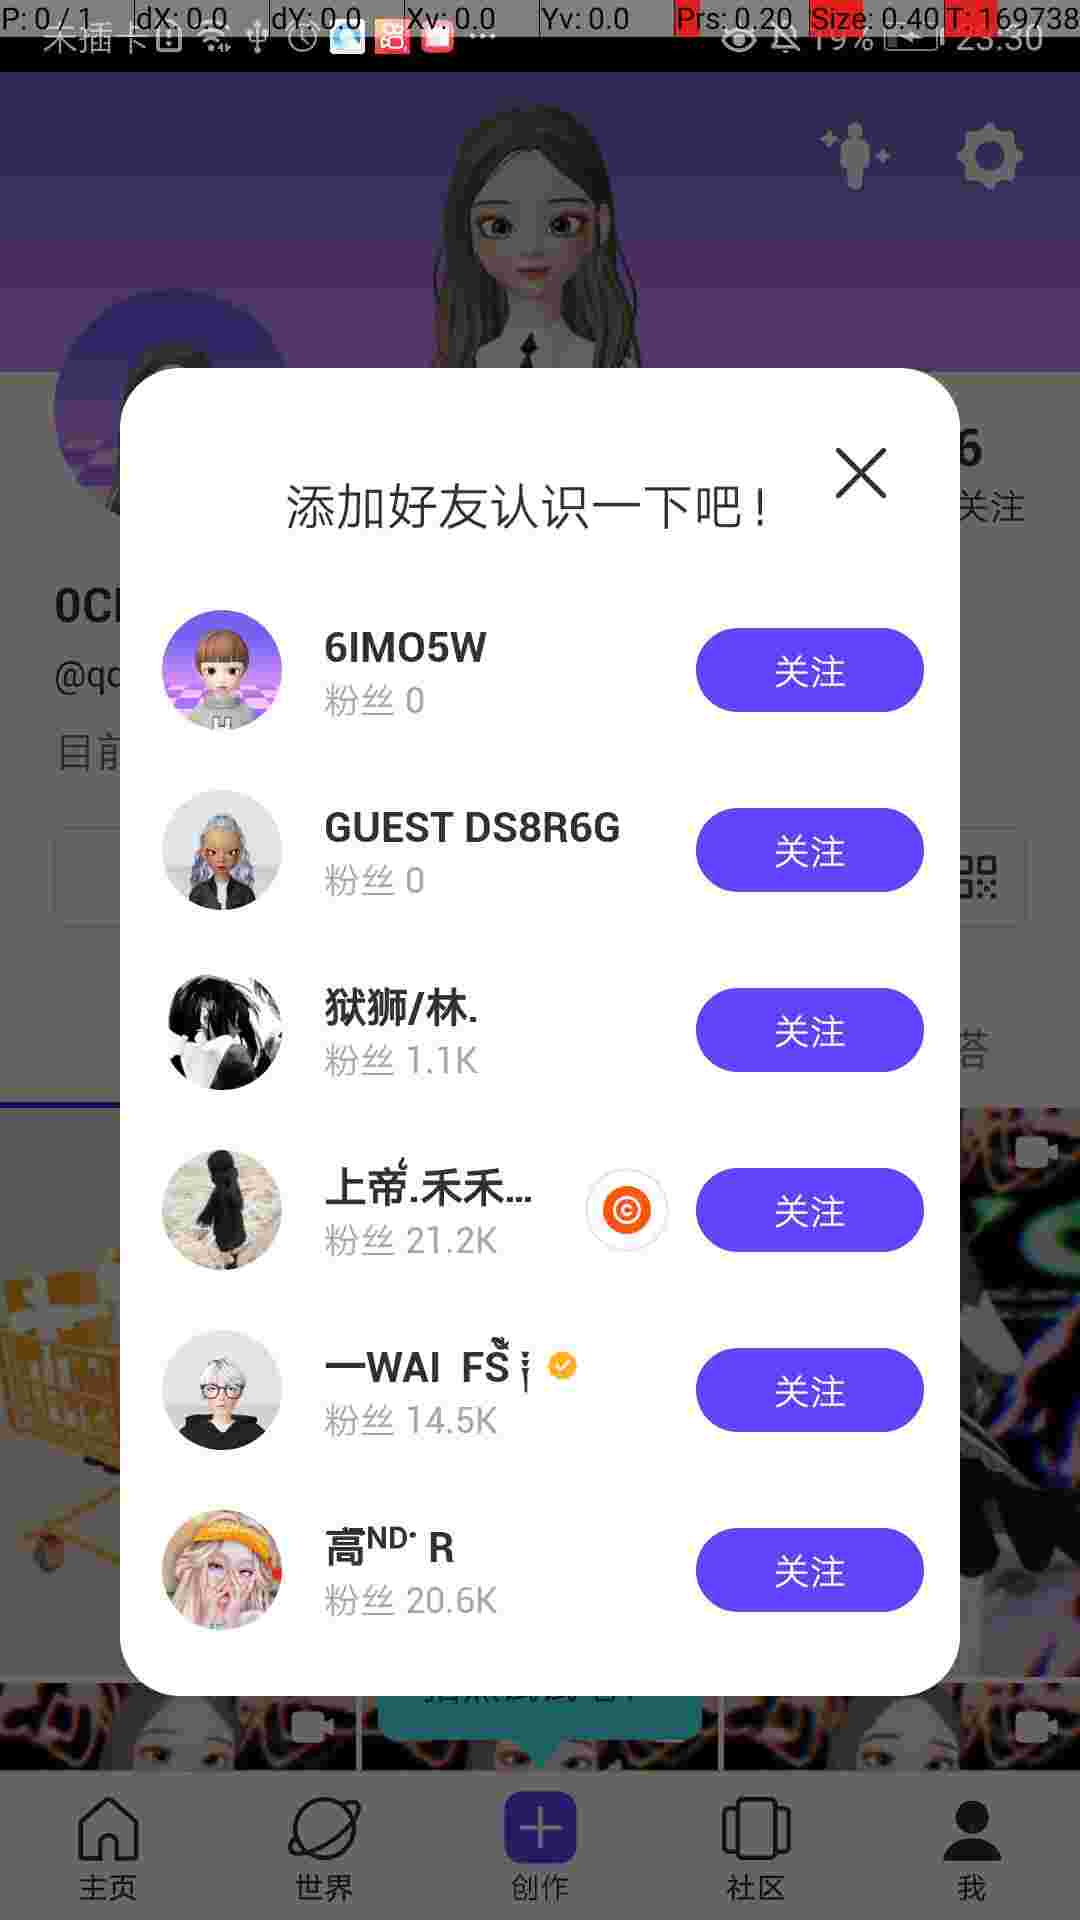 P: 0 / 1 dX: 0.0 dY: 0.0 Xv: 0.0 Yv: 0.0 Prs: 0.20 Size: 0.40 T: 169738
未插卡 19% 23:30
6
关注
添加好友认识一下吧!
@qc
目前
6IMO5W
粉丝 0
关注
GUEST DS8R6G
粉丝 0
关注
狱狮/林.
粉丝 1.1K
关注
答
上帝.禾禾...
粉丝 21.2K
关注
一WAI FS
粉丝 14.5K
关注
高ᴺᴰ· R
粉丝 20.6K
关注
主页 世界 创作 社区 我